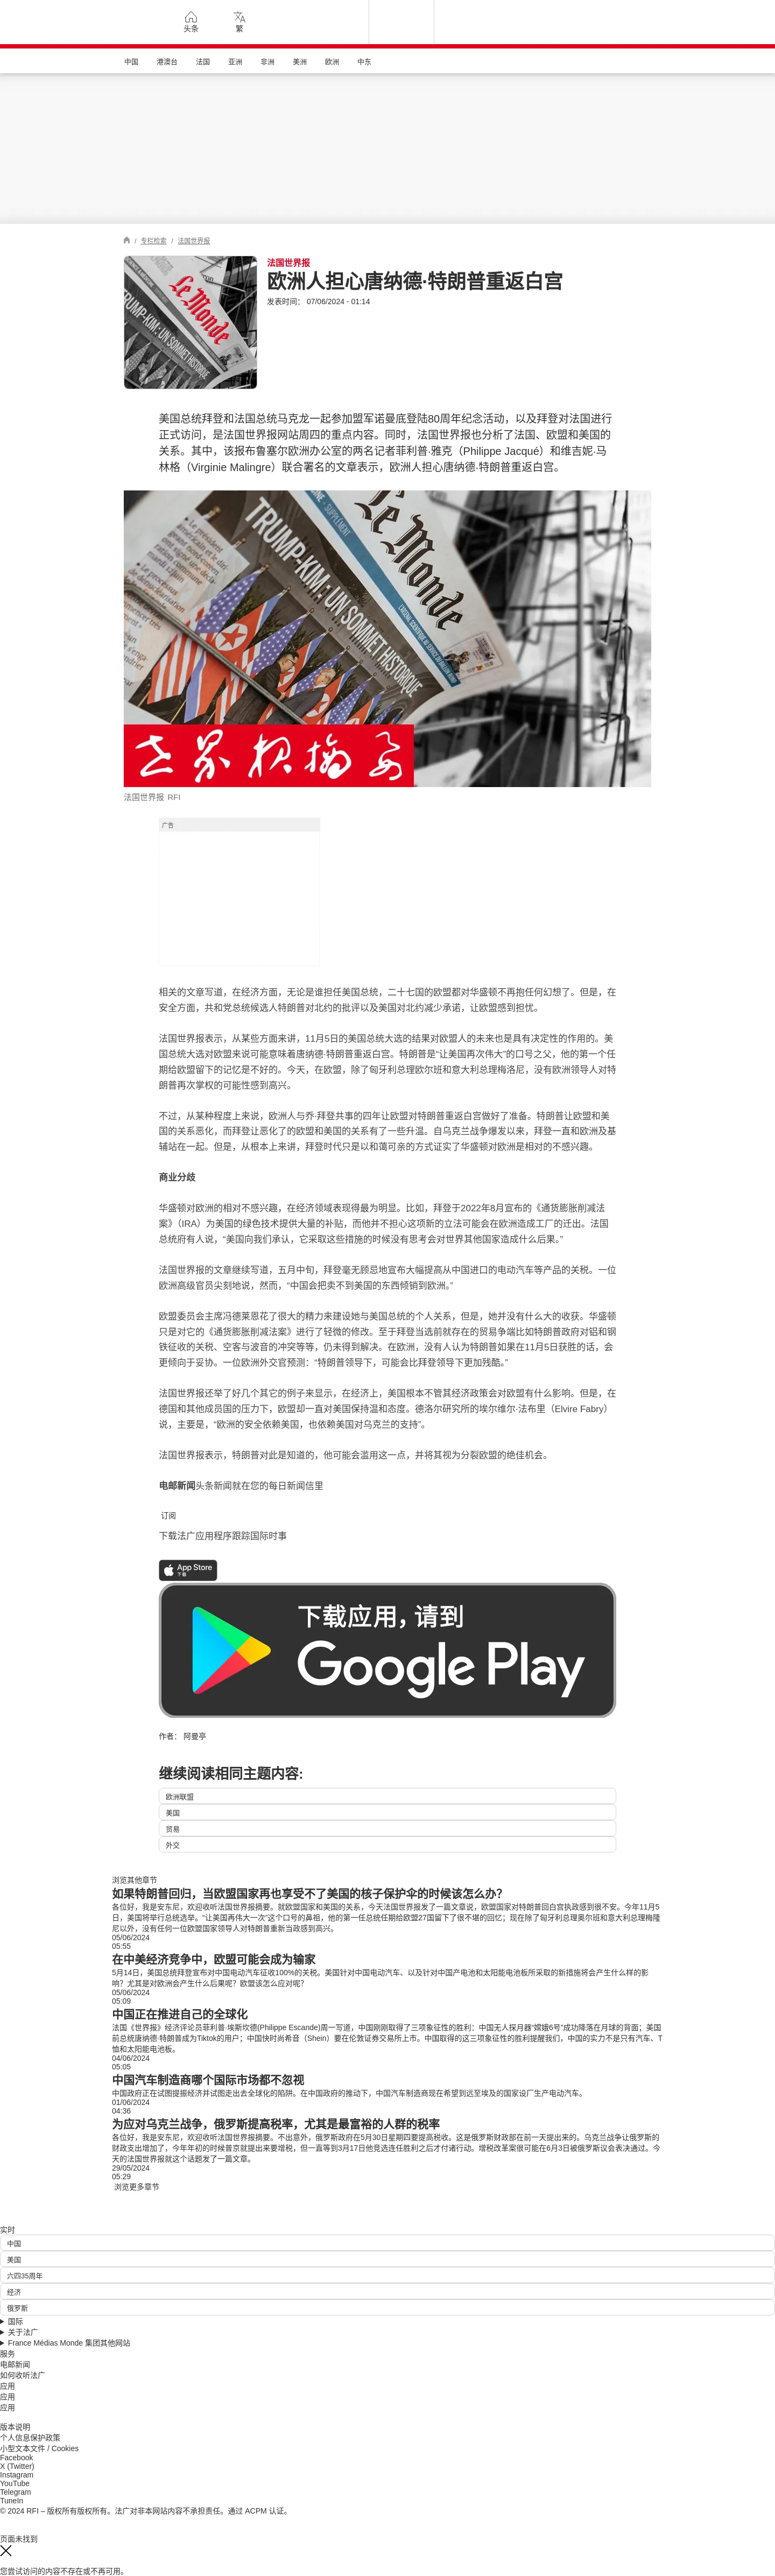 头条
繁
中国
港澳台
法国
亚洲
非洲
美洲
欧洲
中东
/ 专栏检索 / 法国世界报
法国世界报
欧洲人担心唐纳德·特朗普重返白宫
发表时间： 07/06/2024 - 01:14
Le Monde
TRUMP-KIM : UN SOMMET HISTORIQUE
美国总统拜登和法国总统马克龙一起参加盟军诺曼底登陆80周年纪念活动，以及拜登对法国进行
正式访问，是法国世界报网站周四的重点内容。同时，法国世界报也分析了法国、欧盟和美国的
关系。其中，该报布鲁塞尔欧洲办公室的两名记者菲利普·雅克（Philippe Jacqué）和维吉妮·马
林格（Virginie Malingre）联合署名的文章表示，欧洲人担心唐纳德·特朗普重返白宫。
TRUMP-KIM : UN SOMMET HISTORIQUE
世界报摘要
法国世界报 RFI
广告
相关的文章写道，在经济方面，无论是谁担任美国总统，二十七国的欧盟都对华盛顿不再抱任何幻想了。但是，在
安全方面，共和党总统候选人特朗普对北约的批评以及美国对北约减少承诺，让欧盟感到担忧。
法国世界报表示，从某些方面来讲，11月5日的美国总统大选的结果对欧盟人的未来也是具有决定性的作用的。美
国总统大选对欧盟来说可能意味着唐纳德·特朗普重返白宫。特朗普是“让美国再次伟大”的口号之父，他的第一个任
期给欧盟留下的记忆是不好的。今天，在欧盟，除了匈牙利总理欧尔班和意大利总理梅洛尼，没有欧洲领导人对特
朗普再次掌权的可能性感到高兴。
不过，从某种程度上来说，欧洲人与乔·拜登共事的四年让欧盟对特朗普重返白宫做好了准备。特朗普让欧盟和美
国的关系恶化，而拜登让恶化了的欧盟和美国的关系有了一些升温。自乌克兰战争爆发以来，拜登一直和欧洲及基
辅站在一起。但是，从根本上来讲，拜登时代只是以和蔼可亲的方式证实了华盛顿对欧洲是相对的不感兴趣。
商业分歧
华盛顿对欧洲的相对不感兴趣，在经济领域表现得最为明显。比如，拜登于2022年8月宣布的《通货膨胀削减法
案》（IRA）为美国的绿色技术提供大量的补贴，而他并不担心这项新的立法可能会在欧洲造成工厂的迁出。法国
总统府有人说，“美国向我们承认，它采取这些措施的时候没有思考会对世界其他国家造成什么后果。”
法国世界报的文章继续写道，五月中旬，拜登毫无顾忌地宣布大幅提高从中国进口的电动汽车等产品的关税。一位
欧洲高级官员尖刻地说，然而，“中国会把卖不到美国的东西倾销到欧洲。”
欧盟委员会主席冯德莱恩花了很大的精力来建设她与美国总统的个人关系，但是，她并没有什么大的收获。华盛顿
只是对它的《通货膨胀削减法案》进行了轻微的修改。至于拜登当选前就存在的贸易争端比如特朗普政府对铝和钢
铁征收的关税、空客与波音的冲突等等，仍未得到解决。在欧洲，没有人认为特朗普如果在11月5日获胜的话，会
更倾向于妥协。一位欧洲外交官预测：“特朗普领导下，可能会比拜登领导下更加残酷。”
法国世界报还举了好几个其它的例子来显示，在经济上，美国根本不管其经济政策会对欧盟有什么影响。但是，在
德国和其他成员国的压力下，欧盟却一直对美国保持温和态度。德洛尔研究所的埃尔维尔·法布里（Elvire Fabry）
说，主要是，“欧洲的安全依赖美国，也依赖美国对乌克兰的支持”。
法国世界报表示，特朗普对此是知道的，他可能会滥用这一点，并将其视为分裂欧盟的绝佳机会。
电邮新闻头条新闻就在您的每日新闻信里
订阅
下载法广应用程序跟踪国际时事
App Store
下载
下载应用，请到
Google Play
作者： 阿曼亭
继续阅读相同主题内容:
欧洲联盟
美国
贸易
外交
浏览其他章节
如果特朗普回归，当欧盟国家再也享受不了美国的核子保护伞的时候该怎么办?
各位好，我是安东尼，欢迎收听法国世界报摘要。就欧盟国家和美国的关系，今天法国世界报发了一篇文章说，欧盟国家对特朗普回白宫执政感到很不安。今年11月5
日，美国将举行总统选举。“让美国再伟大一次”这个口号的鼻祖，他的第一任总统任期给欧盟27国留下了很不堪的回忆；现在除了匈牙利总理奥尔班和意大利总理梅隆
尼以外，没有任何一位欧盟国家领导人对特朗普重新当政感到高兴。
05/06/2024
05:55
在中美经济竞争中，欧盟可能会成为输家
5月14日，美国总统拜登宣布对中国电动汽车征收100%的关税。美国针对中国电动汽车、以及针对中国产电池和太阳能电池板所采取的新措施将会产生什么样的影
响？尤其是对欧洲会产生什么后果呢？欧盟该怎么应对呢？
05/06/2024
05:09
中国正在推进自己的全球化
法国《世界报》经济评论员菲利普·埃斯坎德(Philippe Escande)周一写道，中国刚刚取得了三项象征性的胜利：中国无人探月器“嫦娥6号”成功降落在月球的背面；美国
前总统唐纳德·特朗普成为Tiktok的用户；中国快时尚希音（Shein）要在伦敦证券交易所上市。中国取得的这三项象征性的胜利提醒我们，中国的实力不是只有汽车、T
恤和太阳能电池板。
04/06/2024
05:05
中国汽车制造商哪个国际市场都不忽视
中国政府正在试图提振经济并试图走出去全球化的陷阱。在中国政府的推动下，中国汽车制造商现在希望到远至埃及的国家设厂生产电动汽车。
01/06/2024
04:36
为应对乌克兰战争，俄罗斯提高税率，尤其是最富裕的人群的税率
各位好，我是安东尼，欢迎收听法国世界报摘要。不出意外，俄罗斯政府在5月30日星期四要提高税收。这是俄罗斯财政部在前一天提出来的。乌克兰战争让俄罗斯的
财政支出增加了，今年年初的时候普京就提出来要增税，但一直等到3月17日他竞选连任胜利之后才付诸行动。增税改革案很可能在6月3日被俄罗斯议会表决通过。今
天的法国世界报就这个话题发了一篇文章。
29/05/2024
05:29
浏览更多章节
实时
中国
美国
六四35周年
经济
俄罗斯
国际
关于法广
France Médias Monde 集团其他网站
服务
电邮新闻
如何收听法广
应用
应用
应用
版本说明
个人信息保护政策
小型文本文件 / Cookies
Facebook
X (Twitter)
Instagram
YouTube
Telegram
TuneIn
© 2024 RFI – 版权所有版权所有。法广对非本网站内容不承担责任。通过 ACPM 认证。
页面未找到
您尝试访问的内容不存在或不再可用。